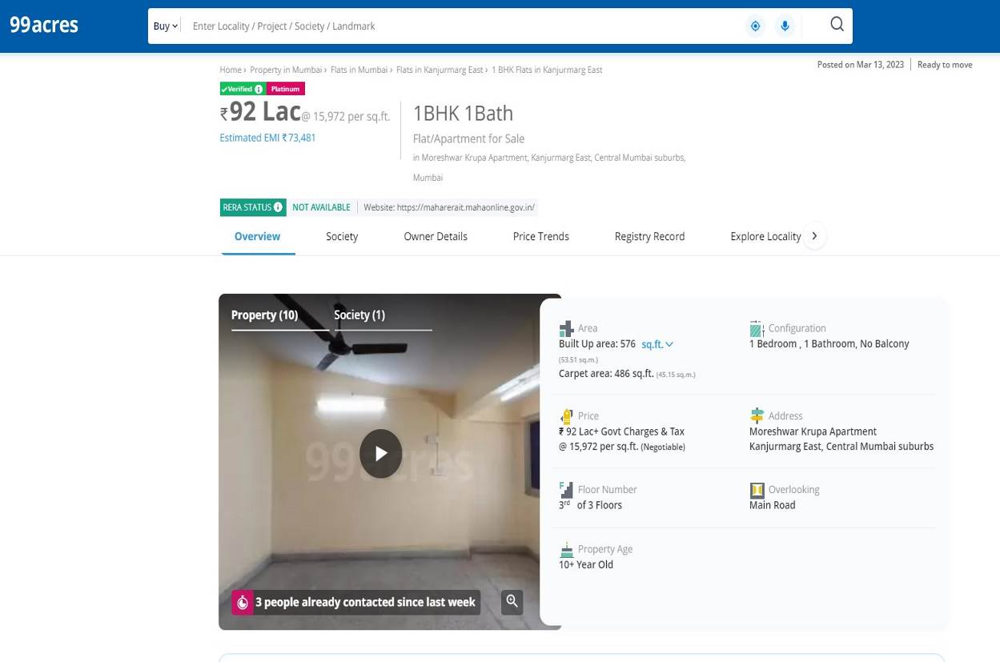 99acres
Buy
Enter Locality / Project / Society / Landmark
Home › Property in Mumbai › Flats in Mumbai › Flats in Kanjurmarg East › 1 BHK Flats in Kanjurmarg East
Posted on Mar 13, 2023 | Ready to move
Verified Platinum
₹92 Lac @ 15,972 per sq.ft.
Estimated EMI ₹73,481
1BHK 1Bath
Flat/Apartment for Sale
in Moreshwar Krupa Apartment, Kanjurmarg East, Central Mumbai suburbs,
Mumbai
RERA STATUS NOT AVAILABLE Website: https://maharerait.mahaonline.gov.in/
Overview Society Owner Details Price Trends Registry Record Explore Locality
Property (10) Society (1)
99acres
3 people already contacted since last week
Area
Built Up area: 576 sq.ft.
(53.51 sq.m.)
Carpet area: 486 sq.ft. (45.15 sq.m.)
Configuration
1 Bedroom , 1 Bathroom, No Balcony
Price
₹ 92 Lac+ Govt Charges & Tax
@ 15,972 per sq.ft. (Negotiable)
Address
Moreshwar Krupa Apartment
Kanjurmarg East, Central Mumbai suburbs
Floor Number
3rd of 3 Floors
Overlooking
Main Road
Property Age
10+ Year Old